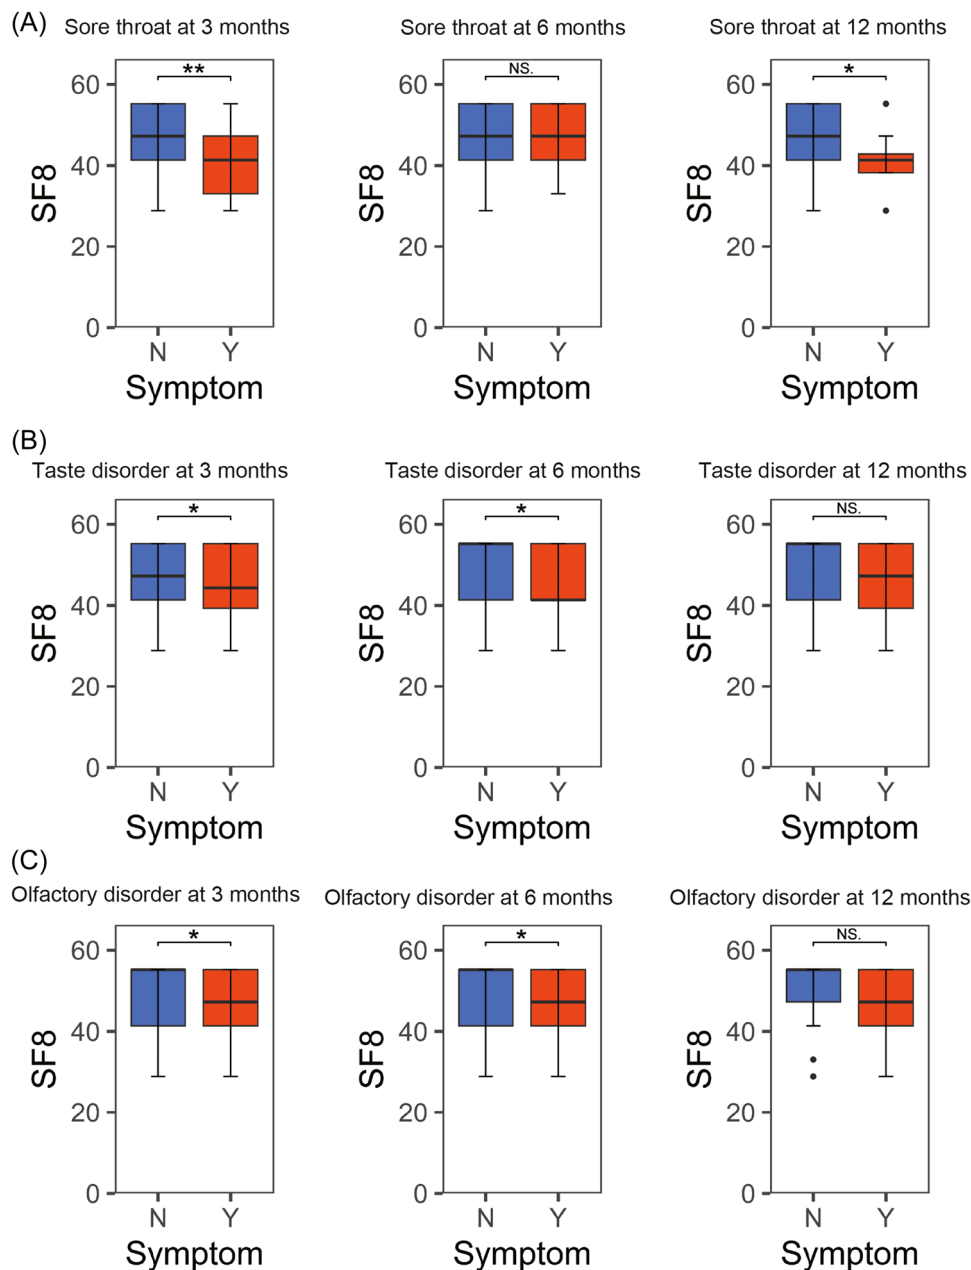 (A)
Sore throat at 3 months Sore throat at 6 months Sore throat at 12 months
** NS. *
60 60 60
40 40 40
20 20 20
0 0 0
SF8 SF8 SF8
N Y N Y N Y
Symptom Symptom Symptom
(B)
Taste disorder at 3 months Taste disorder at 6 months Taste disorder at 12 months
* * NS.
60 60 60
40 40 40
20 20 20
0 0 0
SF8 SF8 SF8
N Y N Y N Y
Symptom Symptom Symptom
(C)
Olfactory disorder at 3 months Olfactory disorder at 6 months Olfactory disorder at 12 months
* * NS.
60 60 60
40 40 40
20 20 20
0 0 0
SF8 SF8 SF8
N Y N Y N Y
Symptom Symptom Symptom